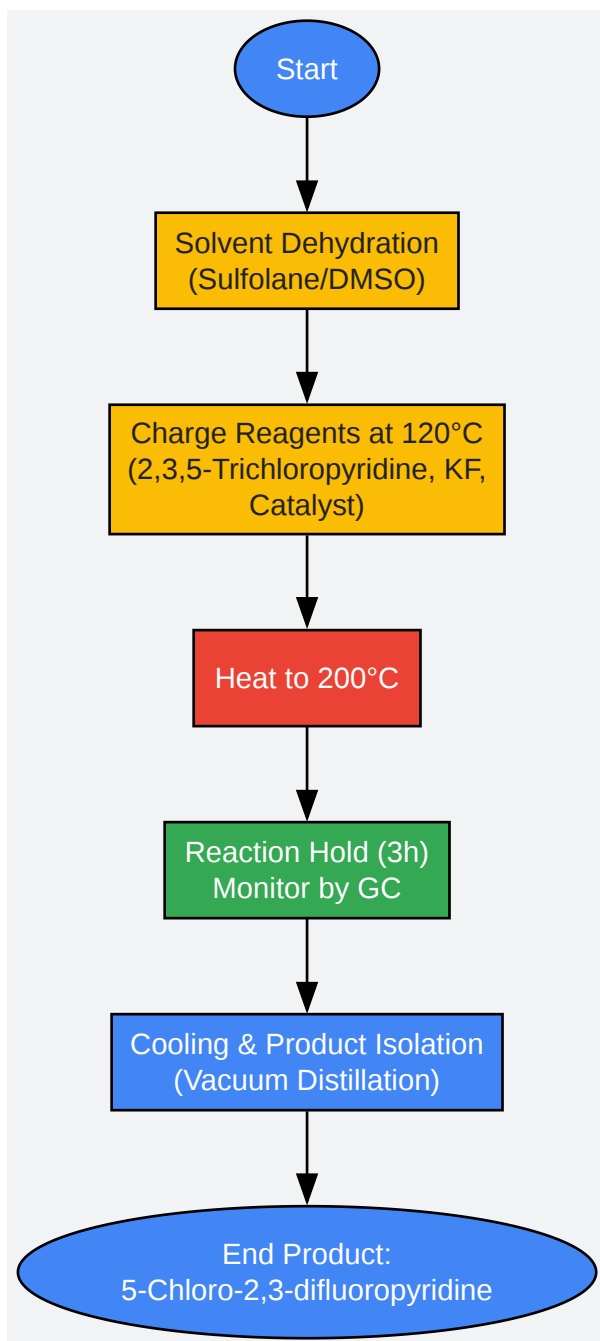 Start
Solvent Dehydration
(Sulfolane/DMSO)
Charge Reagents at 120°C
(2,3,5-Trichloropyridine, KF,
Catalyst)
Heat to 200°C
Reaction Hold (3h)
Monitor by GC
Cooling & Product Isolation
(Vacuum Distillation)
End Product:
5-Chloro-2,3-difluoropyridine